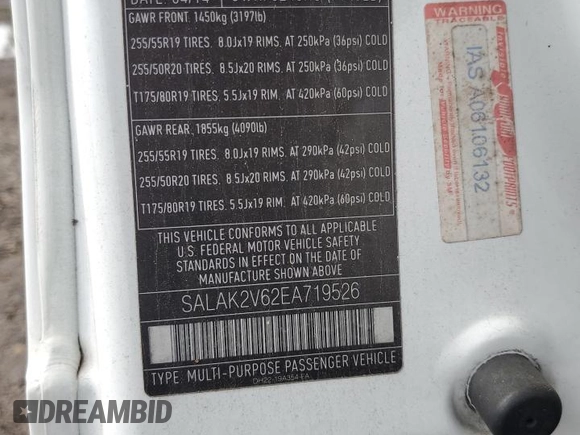 04/14
GAWR FRONT, 1450kg (3197lb)
255/55R19 TIRES. 8.0Jx19 RIMS. AT 250kPa (36psi) COLD
255/50R20 TIRES. 8.5Jx20 RIMS. AT 250kPa (36psi) COLD
T175/80R19 TIRES. 5.5Jx19 RIM. AT 420kPa (60psi) COLD
GAWR REAR, 1855kg (4090lb)
255/55R19 TIRES. 8.0Jx19 RIMS. AT 290kPa (42psi) COLD
255/50R20 TIRES. 8.5Jx20 RIMS. AT 290kPa (42psi) COLD
T175/80R19 TIRES. 5.5Jx19 RIM. AT 420kPa (60psi) COLD
THIS VEHICLE CONFORMS TO ALL APPLICABLE
U.S. FEDERAL MOTOR VEHICLE SAFETY
STANDARDS IN EFFECT ON THE DATE OF
MANUFACTURE SHOWN ABOVE.
SALAK2V62EA719526
TYPE: MULTI-PURPOSE PASSENGER VEHICLE
WARNING
TRACEABLE
IAS A06106132
DREAMBID